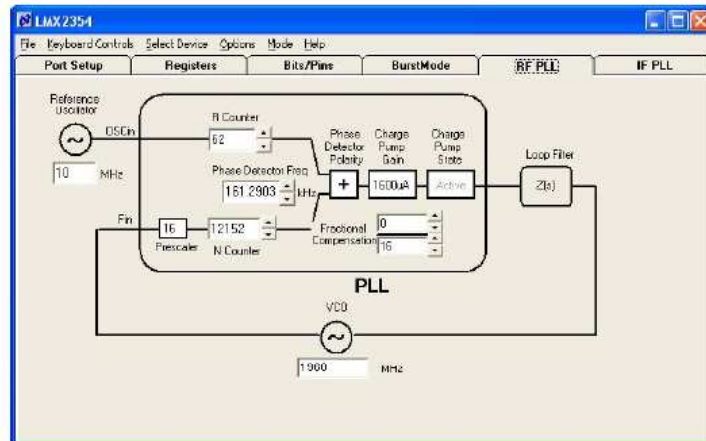 LMX2354
File Keyboard Controls Select Device Options Mode Help
Port Setup Registers Bits/Pins BurstMode RF PLL IF PLL
Reference
Oscillator
OSCin
10 MHz
R Counter
62
Phase Detector Freq
161.2903 kHz
Phase
Detector
Polarity
+
Charge
Pump
Gain
1600uA
Charge
Pump
State
Active
Loop Filter
Z(s)
Fin
16
Prescaler
12152
N Counter
Fractional
Compensation
0
16
PLL
VCO
1960 MHz